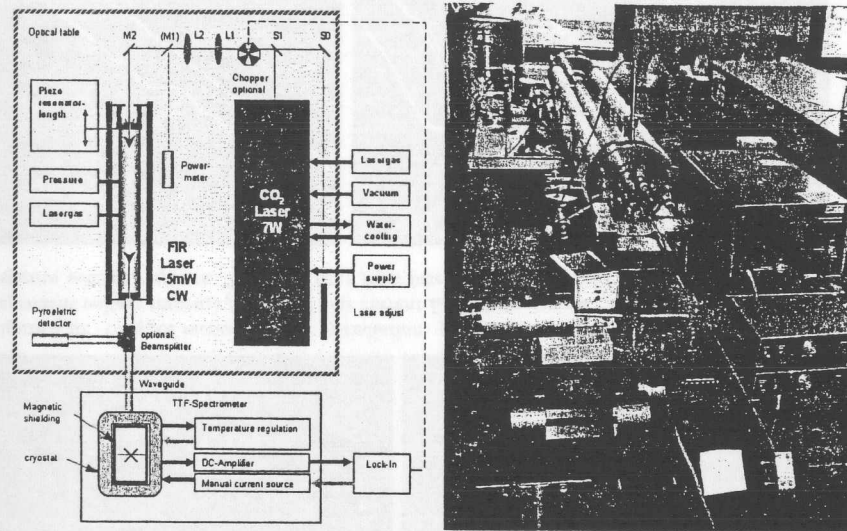 Optical table
M2
(M1)
L2
L1
S1
S0
Chopper
optional
Piezo
resonator-
length
Power-
meter
Pressure
Lasergas
CO2
Laser
7W
Lasergas
Vacuum
Water-
cooling
Power
supply
FIR
Laser
~5mW
CW
Laser adjust
Pyroeletric
detector
optional:
Beamsplitter
Waveguide
TTF-Spectrometer
Magnetic
shielding
cryostat
Temperature regulation
DC-Amplifier
Manual current source
Lock-In